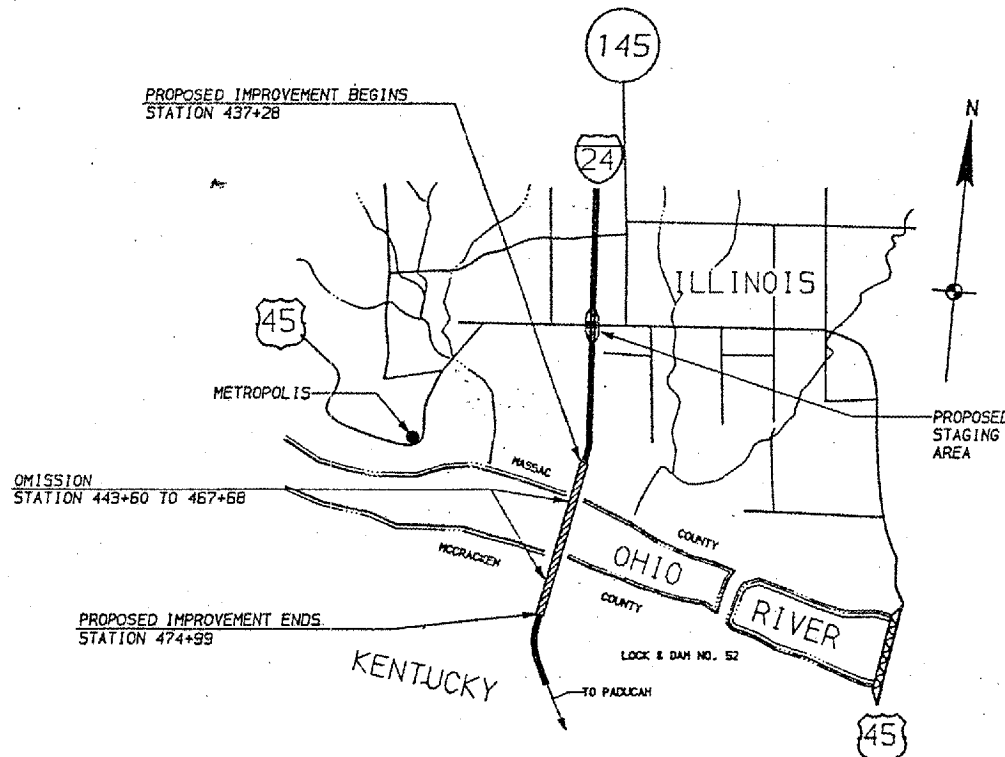 145
PROPOSED IMPROVEMENT BEGINS
STATION 437+28
N
24
ILLINOIS
45
METROPOLIS
PROPOSED
STAGING
AREA
MASSAC
OMISSION
STATION 443+60 TO 467+68
COUNTY
MCCRACKEN
OHIO
COUNTY
RIVER
PROPOSED IMPROVEMENT ENDS
STATION 474+99
LOCK & DAM NO. 52
KENTUCKY
TO PADUCAH
45